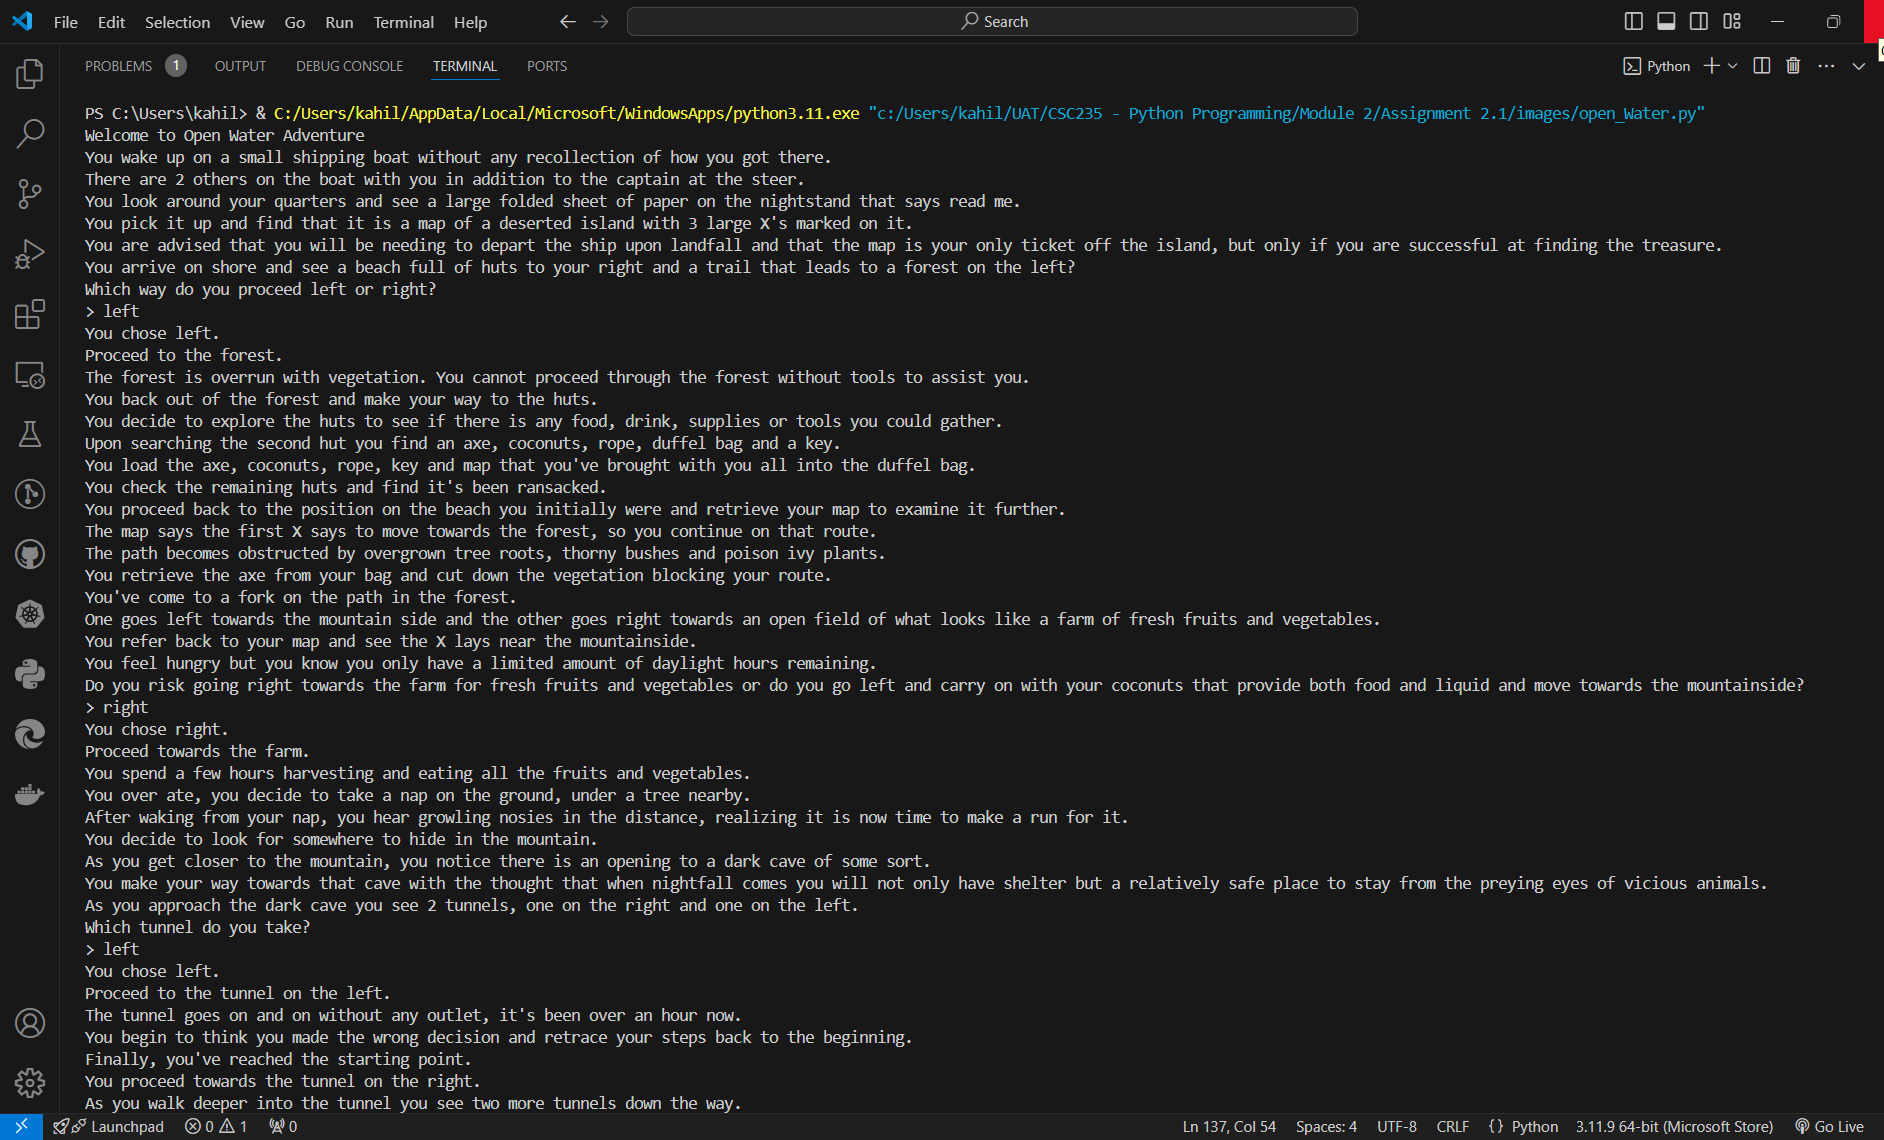 File Edit Selection View Go Run Terminal Help Search
PROBLEMS 1 OUTPUT DEBUG CONSOLE TERMINAL PORTS Python
PS C:\Users\kahil> & C:/Users/kahil/AppData/Local/Microsoft/WindowsApps/python3.11.exe "c:/Users/kahil/UAT/CSC235 - Python Programming/Module 2/Assignment 2.1/images/open_Water.py"
Welcome to Open Water Adventure
You wake up on a small shipping boat without any recollection of how you got there.
There are 2 others on the boat with you in addition to the captain at the steer.
You look around your quarters and see a large folded sheet of paper on the nightstand that says read me.
You pick it up and find that it is a map of a deserted island with 3 large X's marked on it.
You are advised that you will be needing to depart the ship upon landfall and that the map is your only ticket off the island, but only if you are successful at finding the treasure.
You arrive on shore and see a beach full of huts to your right and a trail that leads to a forest on the left?
Which way do you proceed left or right?
> left
You chose left.
Proceed to the forest.
The forest is overrun with vegetation. You cannot proceed through the forest without tools to assist you.
You back out of the forest and make your way to the huts.
You decide to explore the huts to see if there is any food, drink, supplies or tools you could gather.
Upon searching the second hut you find an axe, coconuts, rope, duffel bag and a key.
You load the axe, coconuts, rope, key and map that you've brought with you all into the duffel bag.
You check the remaining huts and find it's been ransacked.
You proceed back to the position on the beach you initially were and retrieve your map to examine it further.
The map says the first X says to move towards the forest, so you continue on that route.
The path becomes obstructed by overgrown tree roots, thorny bushes and poison ivy plants.
You retrieve the axe from your bag and cut down the vegetation blocking your route.
You've come to a fork on the path in the forest.
One goes left towards the mountain side and the other goes right towards an open field of what looks like a farm of fresh fruits and vegetables.
You refer back to your map and see the X lays near the mountainside.
You feel hungry but you know you only have a limited amount of daylight hours remaining.
Do you risk going right towards the farm for fresh fruits and vegetables or do you go left and carry on with your coconuts that provide both food and liquid and move towards the mountainside?
> right
You chose right.
Proceed towards the farm.
You spend a few hours harvesting and eating all the fruits and vegetables.
You over ate, you decide to take a nap on the ground, under a tree nearby.
After waking from your nap, you hear growling nosies in the distance, realizing it is now time to make a run for it.
You decide to look for somewhere to hide in the mountain.
As you get closer to the mountain, you notice there is an opening to a dark cave of some sort.
You make your way towards that cave with the thought that when nightfall comes you will not only have shelter but a relatively safe place to stay from the preying eyes of vicious animals.
As you approach the dark cave you see 2 tunnels, one on the right and one on the left.
Which tunnel do you take?
> left
You chose left.
Proceed to the tunnel on the left.
The tunnel goes on and on without any outlet, it's been over an hour now.
You begin to think you made the wrong decision and retrace your steps back to the beginning.
Finally, you've reached the starting point.
You proceed towards the tunnel on the right.
As you walk deeper into the tunnel you see two more tunnels down the way.
Launchpad 0 1 0 Ln 137, Col 54 Spaces: 4 UTF-8 CRLF {} Python 3.11.9 64-bit (Microsoft Store) Go Live